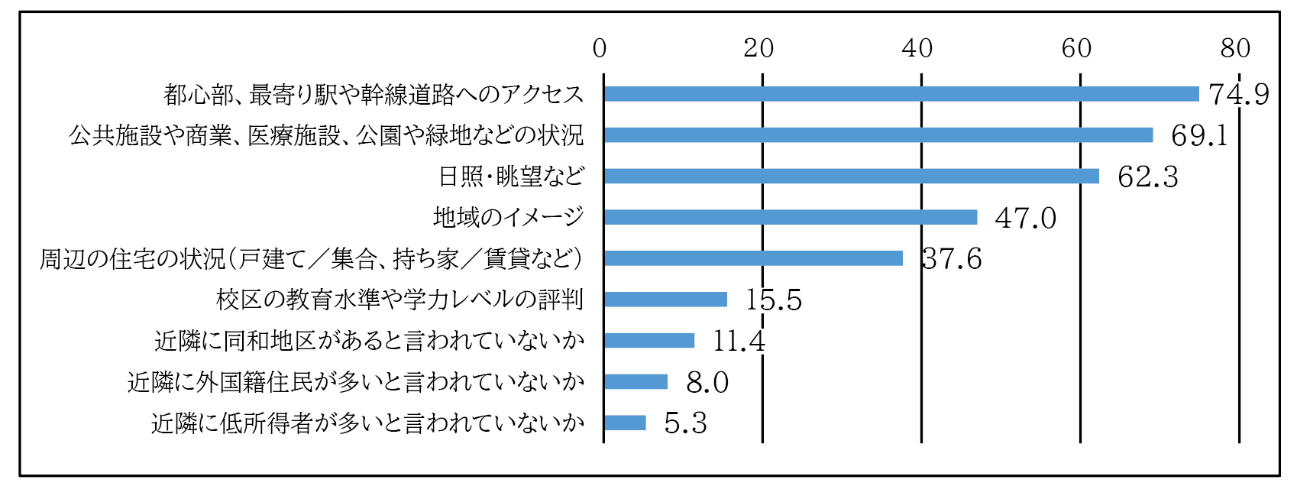 0 20 40 60 80
都心部、最寄り駅や幹線道路へのアクセス 74.9
公共施設や商業、医療施設、公園や緑地などの状況 69.1
日照・眺望など 62.3
地域のイメージ 47.0
周辺の住宅の状況(戸建て／集合、持ち家／賃貸など) 37.6
校区の教育水準や学力レベルの評判 15.5
近隣に同和地区があると言われていないか 11.4
近隣に外国籍住民が多いと言われていないか 8.0
近隣に低所得者が多いと言われていないか 5.3